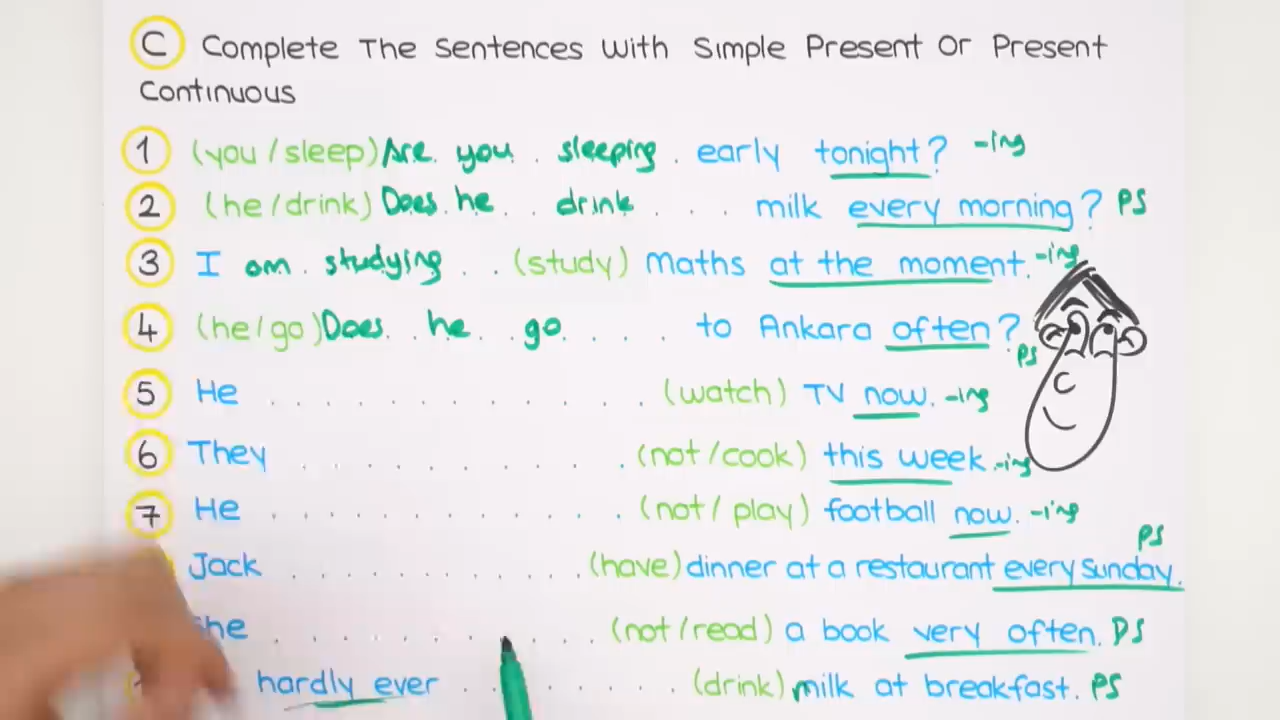 C Complete The Sentences With Simple Present Or Present
Continuous
1 (you / sleep) Are you sleeping early tonight? -ing
2 (he / drink) Does he drink milk every morning? PS
3 I am studying (study) Maths at the moment. -ing
4 (he / go) Does he go to Ankara often? PS
5 He (watch) TV now. -ing
6 They (not / cook) this week. -ing
7 He (not / play) football now. -ing
Jack (have) dinner at a restaurant every Sunday. PS
(not / read) a book very often. PS
hardly ever (drink) milk at breakfast. PS